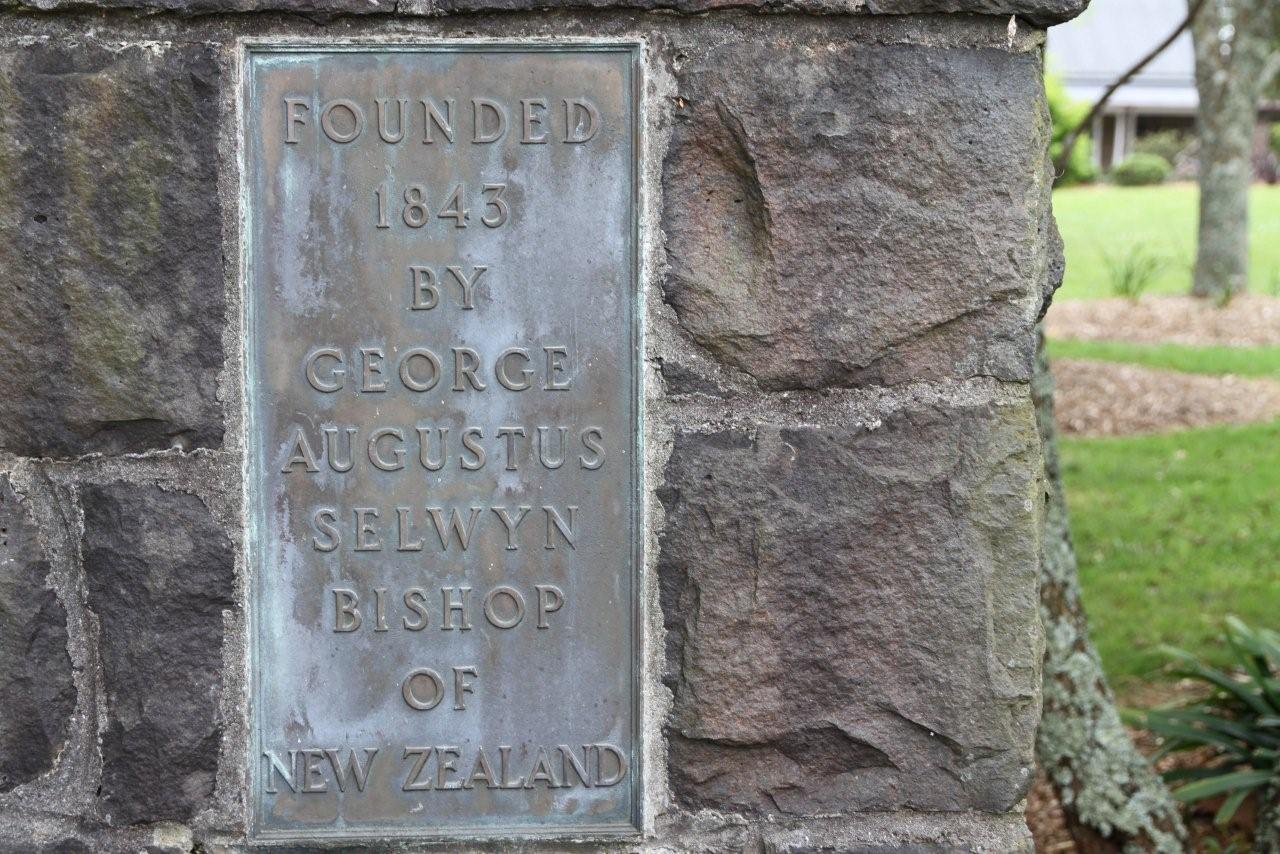 FOUNDED
1843
BY
GEORGE
AUGUSTUS
SELWYN
BISHOP
OF
NEW ZEALAND